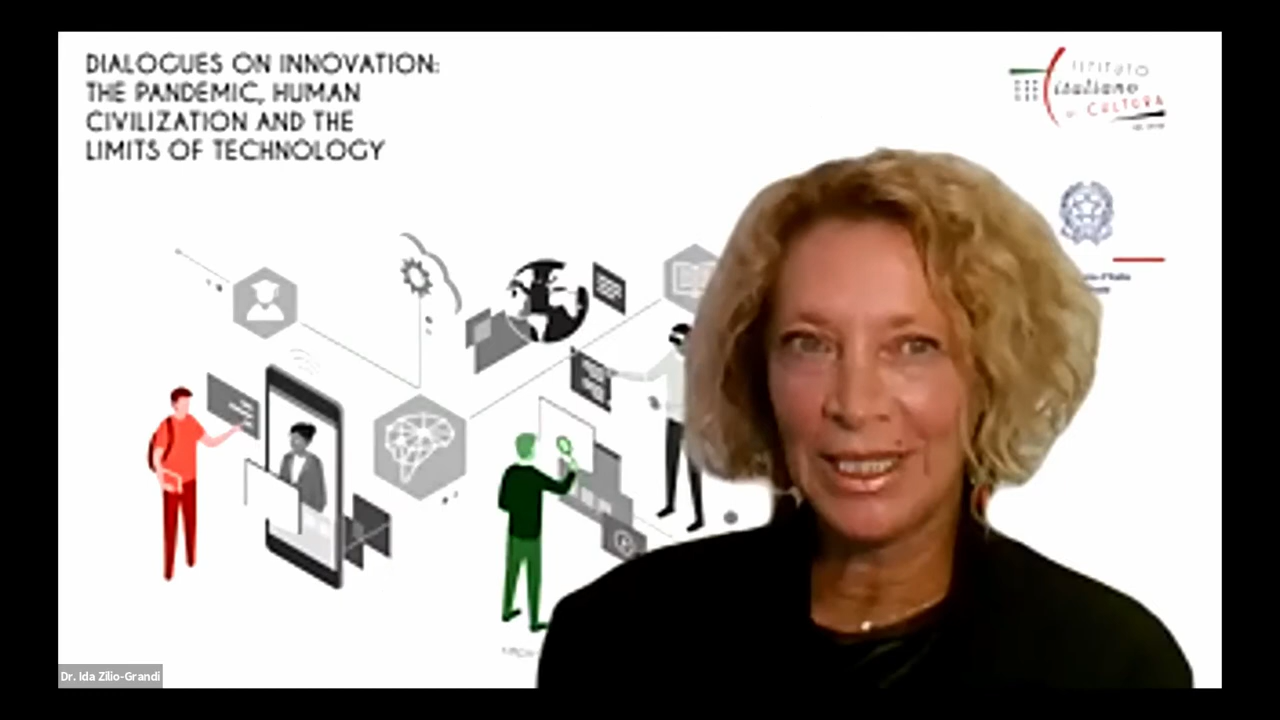 DIALOGUES ON INNOVATION:
THE PANDEMIC, HUMAN
CIVILIZATION AND THE
LIMITS OF TECHNOLOGY
ISTITUTO
italiano
di CULTURA
Dr. Ida Zilio-Grandi